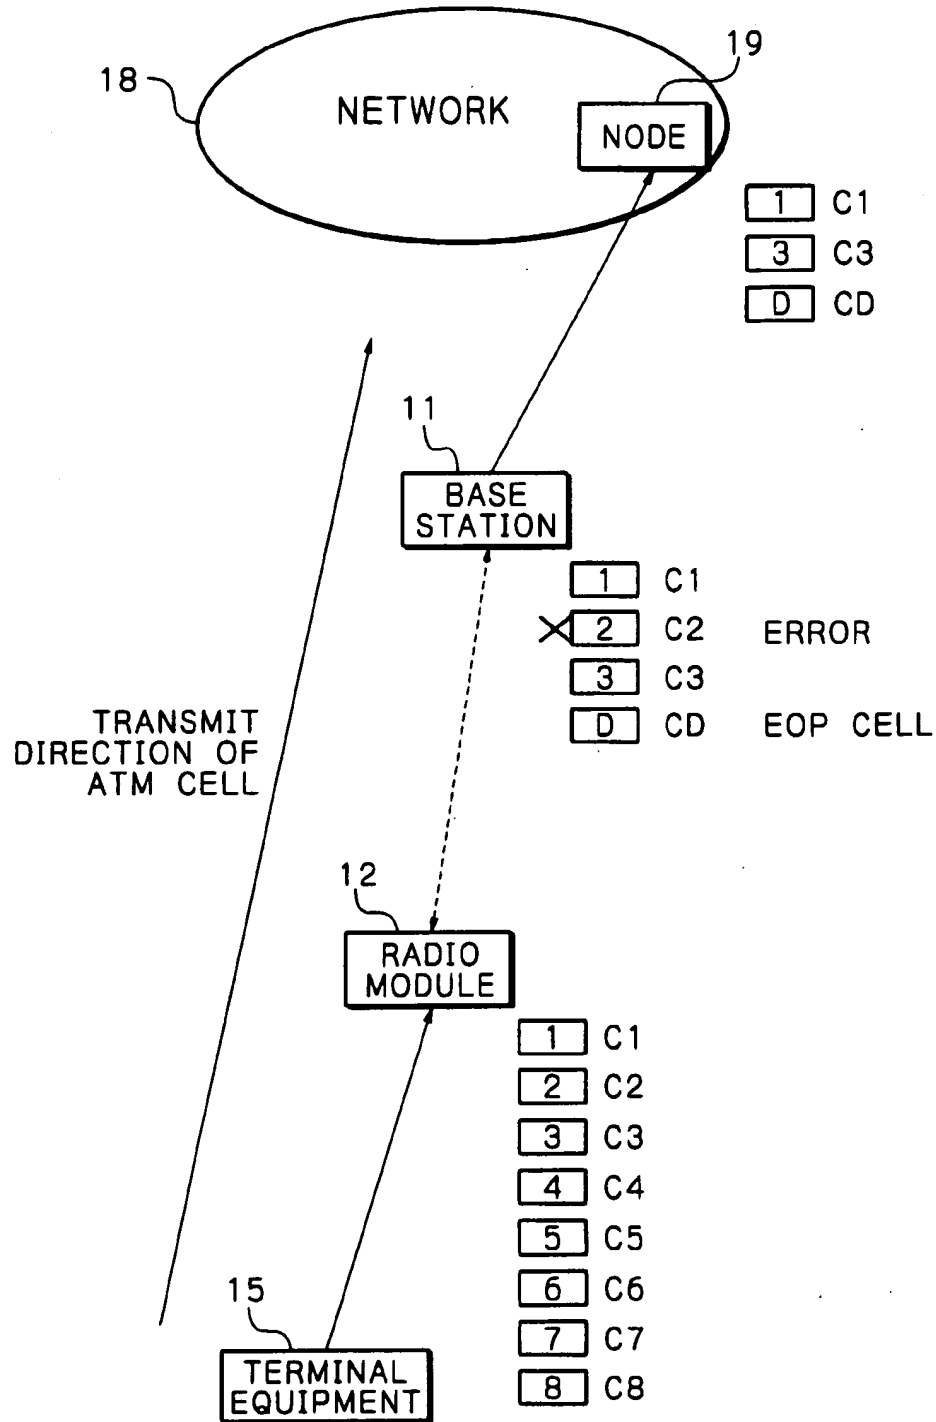 19
18
NETWORK
NODE
1 C1
3 C3
D CD
11
BASE
STATION
1 C1
2 C2 ERROR
3 C3
D CD EOP CELL
TRANSMIT
DIRECTION OF
ATM CELL
12
RADIO
MODULE
1 C1
2 C2
3 C3
4 C4
5 C5
6 C6
7 C7
8 C8
15
TERMINAL
EQUIPMENT